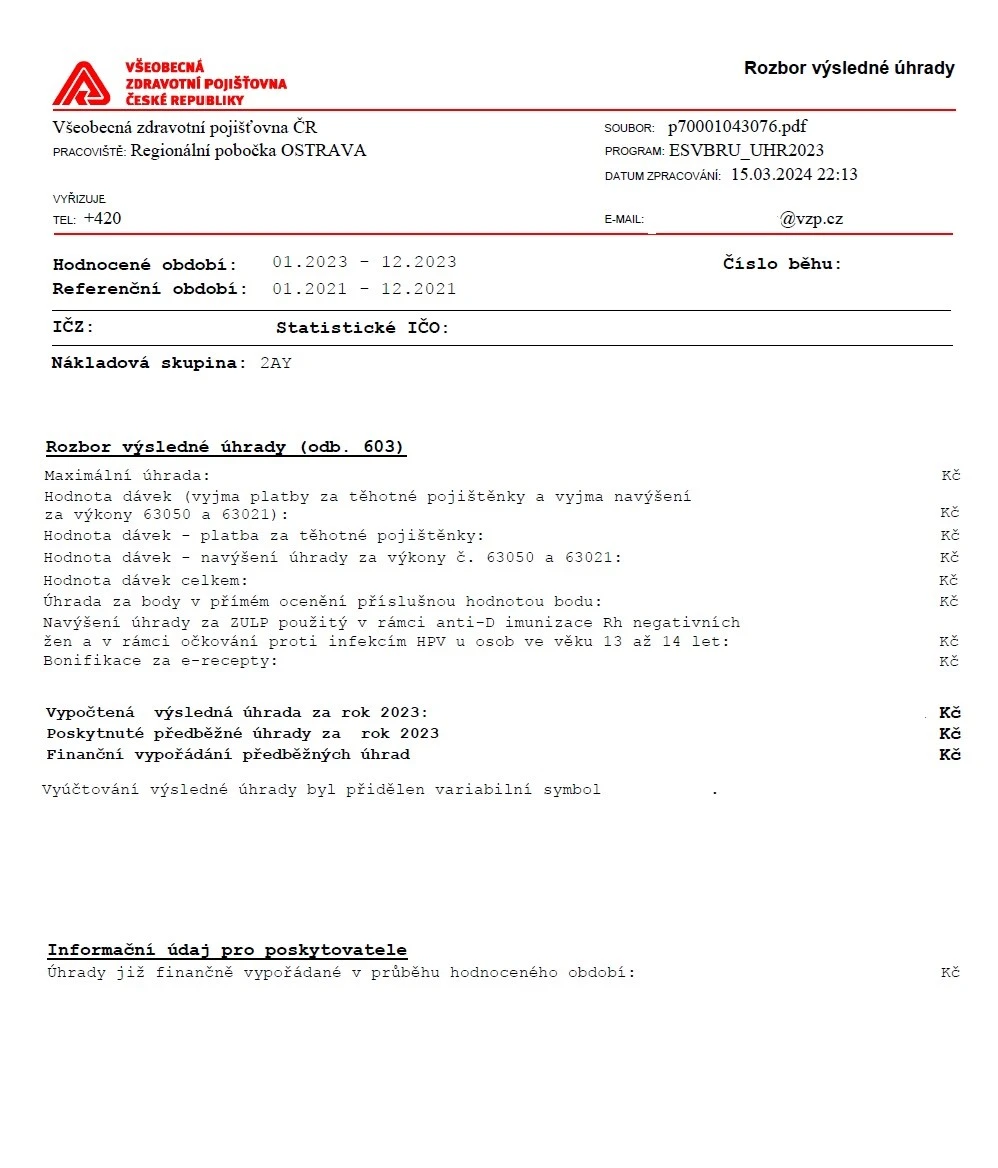 VŠEOBECNÁ
ZDRAVOTNÍ POJIŠŤOVNA
ČESKÉ REPUBLIKY
Rozbor výsledné úhrady
Všeobecná zdravotní pojišťovna ČR
SOUBOR: p70001043076.pdf
PRACOVIŠTĚ: Regionální pobočka OSTRAVA
PROGRAM: ESVBRU_UHR2023
DATUM ZPRACOVÁNÍ: 15.03.2024 22:13
VYŘIZUJE
TEL: +420
E-MAIL: @vzp.cz
Hodnocené období: 01.2023 - 12.2023
Číslo běhu:
Referenční období: 01.2021 - 12.2021
IČZ: Statistické IČO:
Nákladová skupina: 2AY
Rozbor výsledné úhrady (odb. 603)
Maximální úhrada: Kč
Hodnota dávek (vyjma platby za těhotné pojištěnky a vyjma navýšení
za výkony 63050 a 63021): Kč
Hodnota dávek - platba za těhotné pojištěnky: Kč
Hodnota dávek - navýšení úhrady za výkony č. 63050 a 63021: Kč
Hodnota dávek celkem: Kč
Úhrada za body v přímém ocenění příslušnou hodnotou bodu: Kč
Navýšení úhrady za ZULP použitý v rámci anti-D imunizace Rh negativních
žen a v rámci očkování proti infekcím HPV u osob ve věku 13 až 14 let: Kč
Bonifikace za e-recepty: Kč
Vypočtená výsledná úhrada za rok 2023: Kč
Poskytnuté předběžné úhrady za rok 2023 Kč
Finanční vypořádání předběžných úhrad Kč
Vyúčtování výsledné úhrady byl přidělen variabilní symbol .
Informační údaj pro poskytovatele
Úhrady již finančně vypořádané v průběhu hodnoceného období: Kč